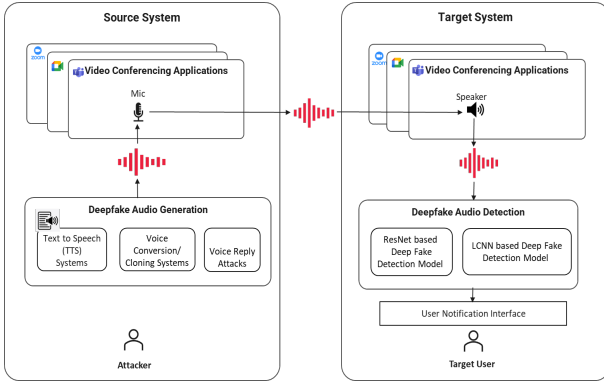 Source System
zoom
Video Conferencing Applications
Mic
Deepfake Audio Generation
Text to Speech
(TTS)
Systems
Voice
Conversion/
Cloning Systems
Voice Reply
Attacks
Attacker
Target System
zoom
Video Conferencing Applications
Speaker
Deepfake Audio Detection
ResNet based
Deep Fake
Detection Model
LCNN based Deep Fake
Detection Model
User Notification Interface
Target User